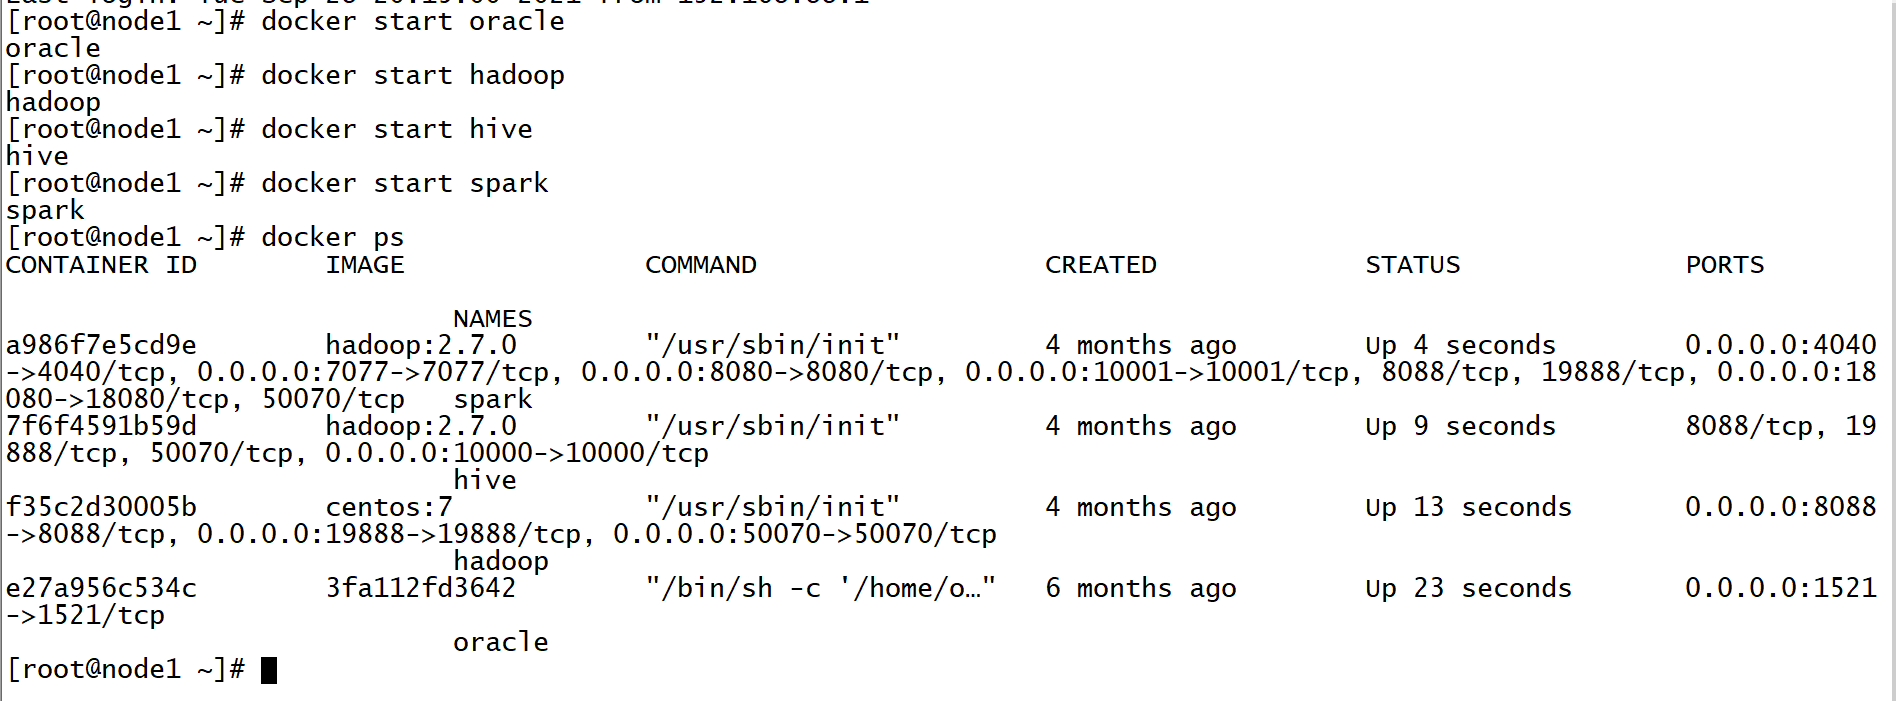 [root@node1 ~]# docker start oracle
oracle
[root@node1 ~]# docker start hadoop
hadoop
[root@node1 ~]# docker start hive
hive
[root@node1 ~]# docker start spark
spark
[root@node1 ~]# docker ps
CONTAINER ID        IMAGE               COMMAND                  CREATED             STATUS              PORTS
                            NAMES
a986f7e5cd9e        hadoop:2.7.0        "/usr/sbin/init"         4 months ago        Up 4 seconds        0.0.0.0:4040
->4040/tcp, 0.0.0.0:7077->7077/tcp, 0.0.0.0:8080->8080/tcp, 0.0.0.0:10001->10001/tcp, 8088/tcp, 19888/tcp, 0.0.0.0:18
080->18080/tcp, 50070/tcp   spark
7f6f4591b59d        hadoop:2.7.0        "/usr/sbin/init"         4 months ago        Up 9 seconds        8088/tcp, 19
888/tcp, 50070/tcp, 0.0.0.0:10000->10000/tcp
                            hive
f35c2d30005b        centos:7            "/usr/sbin/init"         4 months ago        Up 13 seconds       0.0.0.0:8088
->8088/tcp, 0.0.0.0:19888->19888/tcp, 0.0.0.0:50070->50070/tcp
                            hadoop
e27a956c534c        3fa112fd3642        "/bin/sh -c '/home/o…"   6 months ago        Up 23 seconds       0.0.0.0:1521
->1521/tcp
                            oracle
[root@node1 ~]#